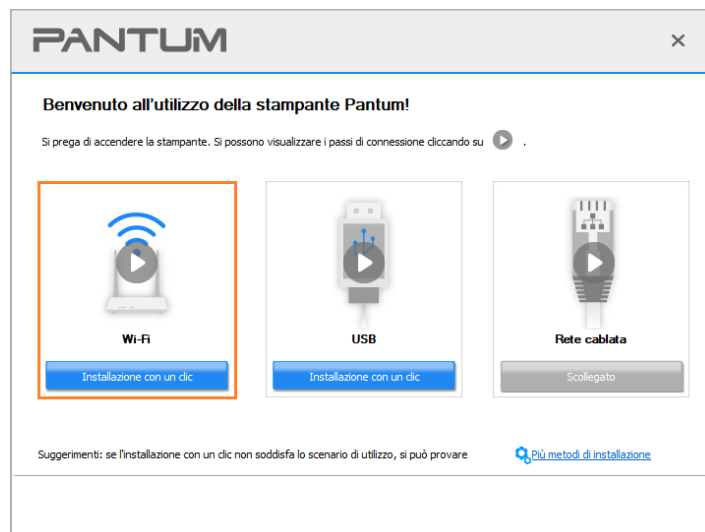 PANTUM
Benvenuto all'utilizzo della stampante Pantum!
Si prega di accendere la stampante. Si possono visualizzare i passi di connessione cliccando su .
Wi-Fi
USB
Rete cablata
Installazione con un clic
Installazione con un clic
Scollegato
Suggerimenti: se l'installazione con un clic non soddisfa lo scenario di utilizzo, si può provare
Più metodi di installazione